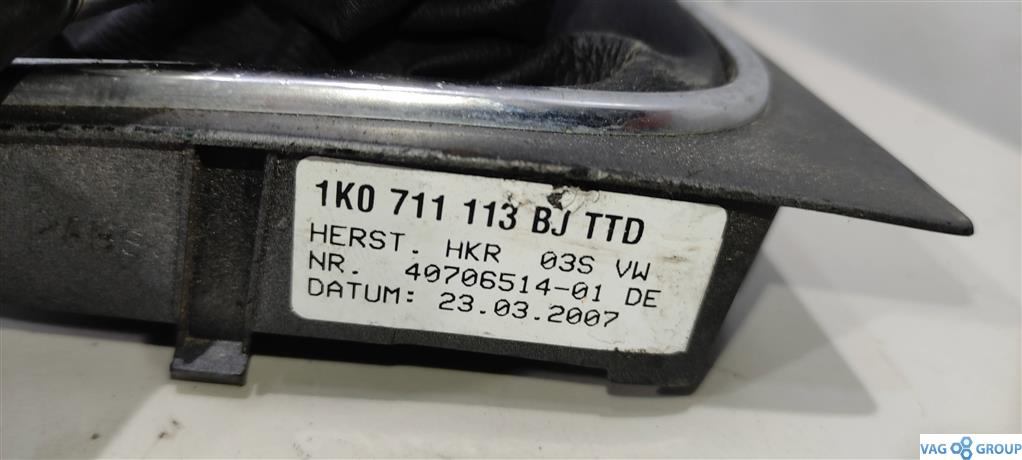 1K0 711 113 BJ TTD
HERST. HKR 03S VW
NR. 40706514-01 DE
DATUM: 23.03.2007
VAG GROUP